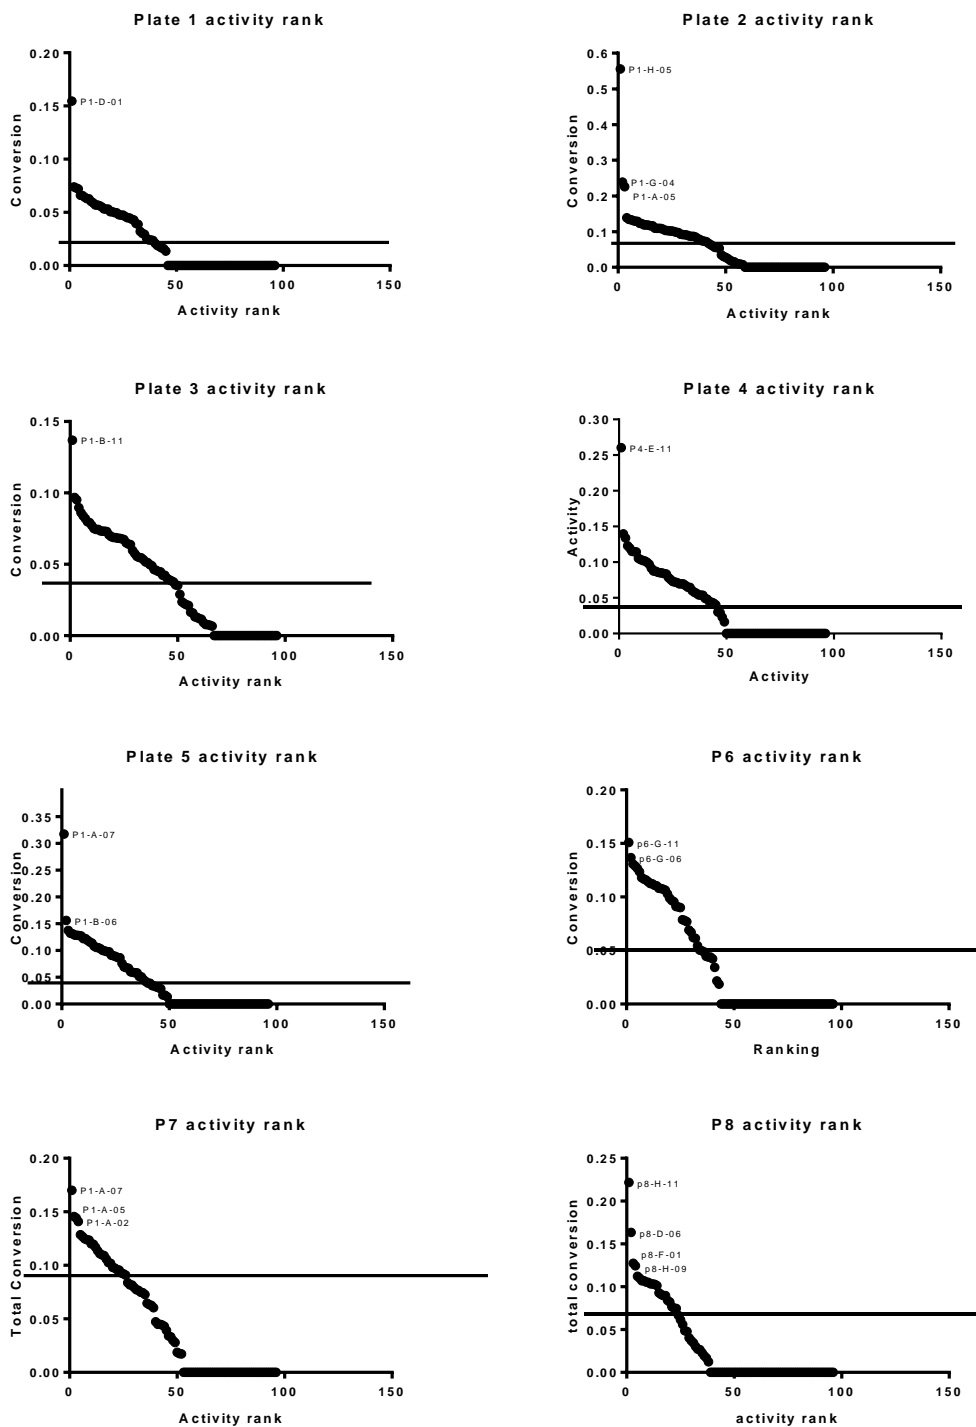 Plate 1 activity rank
Conversion
0.20
0.15
0.10
0.05
0.00
P1-D-01
0 50 100 150
Activity rank
Plate 2 activity rank
Conversion
0.6
0.5
0.4
0.3
0.2
0.1
0.0
P1-H-05
P1-G-04
P1-A-05
0 50 100 150
Activity rank
Plate 3 activity rank
Conversion
0.15
0.10
0.05
0.00
P1-B-11
0 50 100 150
Activity rank
Plate 4 activity rank
Activity
0.30
0.25
0.20
0.15
0.10
0.05
0.00
P4-E-11
0 50 100 150
Activity
Plate 5 activity rank
Conversion
0.35
0.30
0.25
0.20
0.15
0.10
0.05
0.00
P1-A-07
P1-B-06
0 50 100 150
Activity rank
P6 activity rank
Conversion
0.20
0.15
0.10
0.05
0.00
p6-G-11
p6-G-06
0 50 100 150
Ranking
P7 activity rank
Total Conversion
0.20
0.15
0.10
0.05
0.00
P1-A-07
P1-A-05
P1-A-02
0 50 100 150
Activity rank
P8 activity rank
total conversion
0.25
0.20
0.15
0.10
0.05
0.00
p8-H-11
p8-D-06
p8-F-01
p8-H-09
0 50 100 150
activity rank